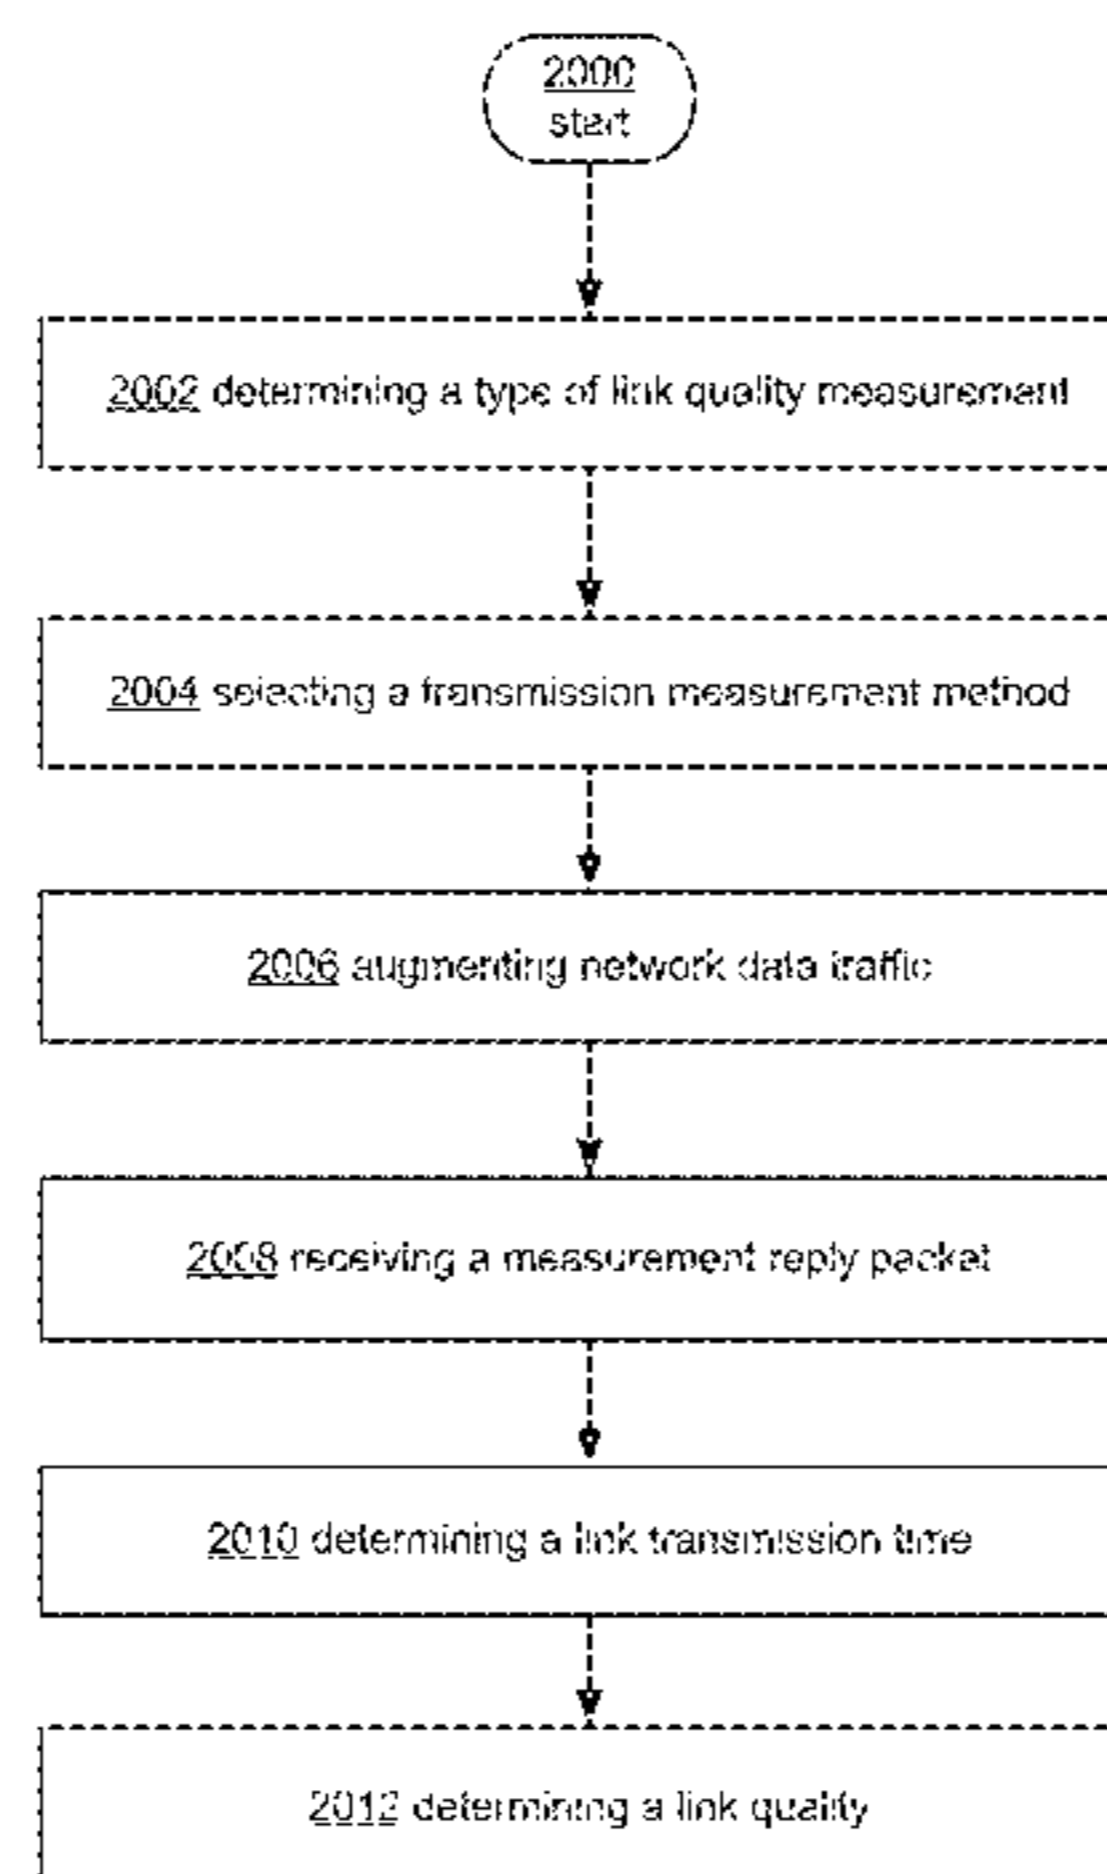 2000
start
2002 determining a type of link quality measurement
2004 selecting a transmission measurement method
2006 augmenting network data traffic
2008 receiving a measurement reply packet
2010 determining a link transmission time
2012 determining a link quality